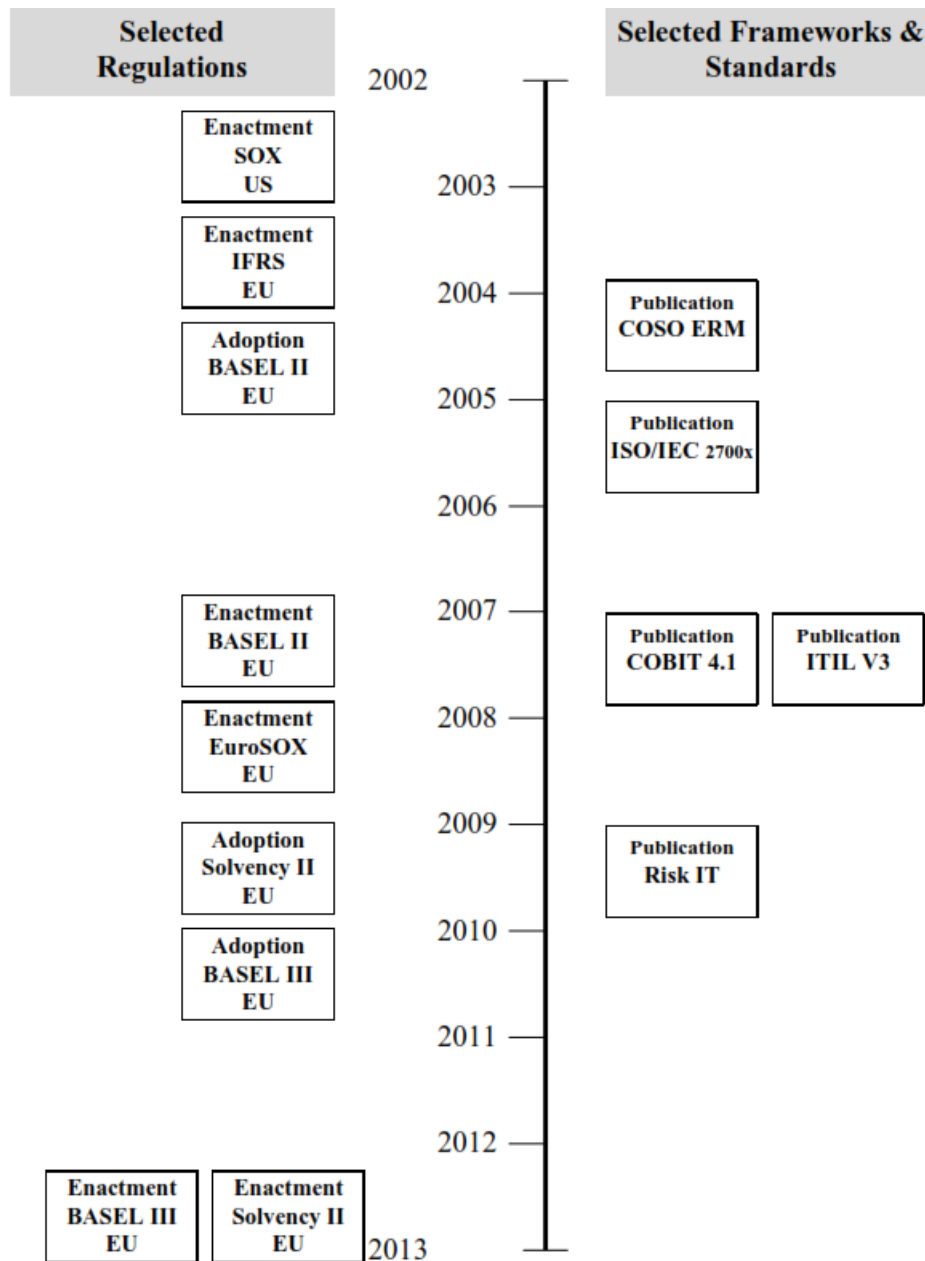 Selected
Regulations
Selected Frameworks &
Standards
2002
Enactment
SOX
US
2003
Enactment
IFRS
EU
2004
Publication
COSO ERM
Adoption
BASEL II
EU
2005
Publication
ISO/IEC 2700x
2006
2007
Enactment
BASEL II
EU
Publication
COBIT 4.1
Publication
ITIL V3
2008
Enactment
EuroSOX
EU
2009
Adoption
Solvency II
EU
Publication
Risk IT
2010
Adoption
BASEL III
EU
2011
2012
Enactment
BASEL III
EU
Enactment
Solvency II
EU
2013